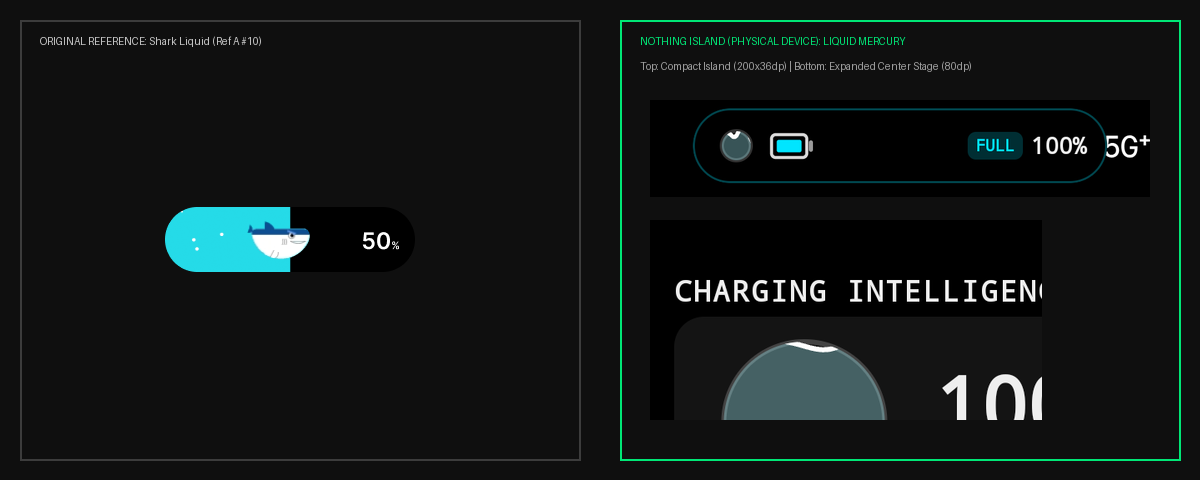 ORIGINAL REFERENCE: Shark Liquid (Ref A #10)
50%
NOTHING ISLAND (PHYSICAL DEVICE): LIQUID MERCURY
Top: Compact Island (200x36dp) | Bottom: Expanded Center Stage (80dp)
FULL 100% 5G+
CHARGING